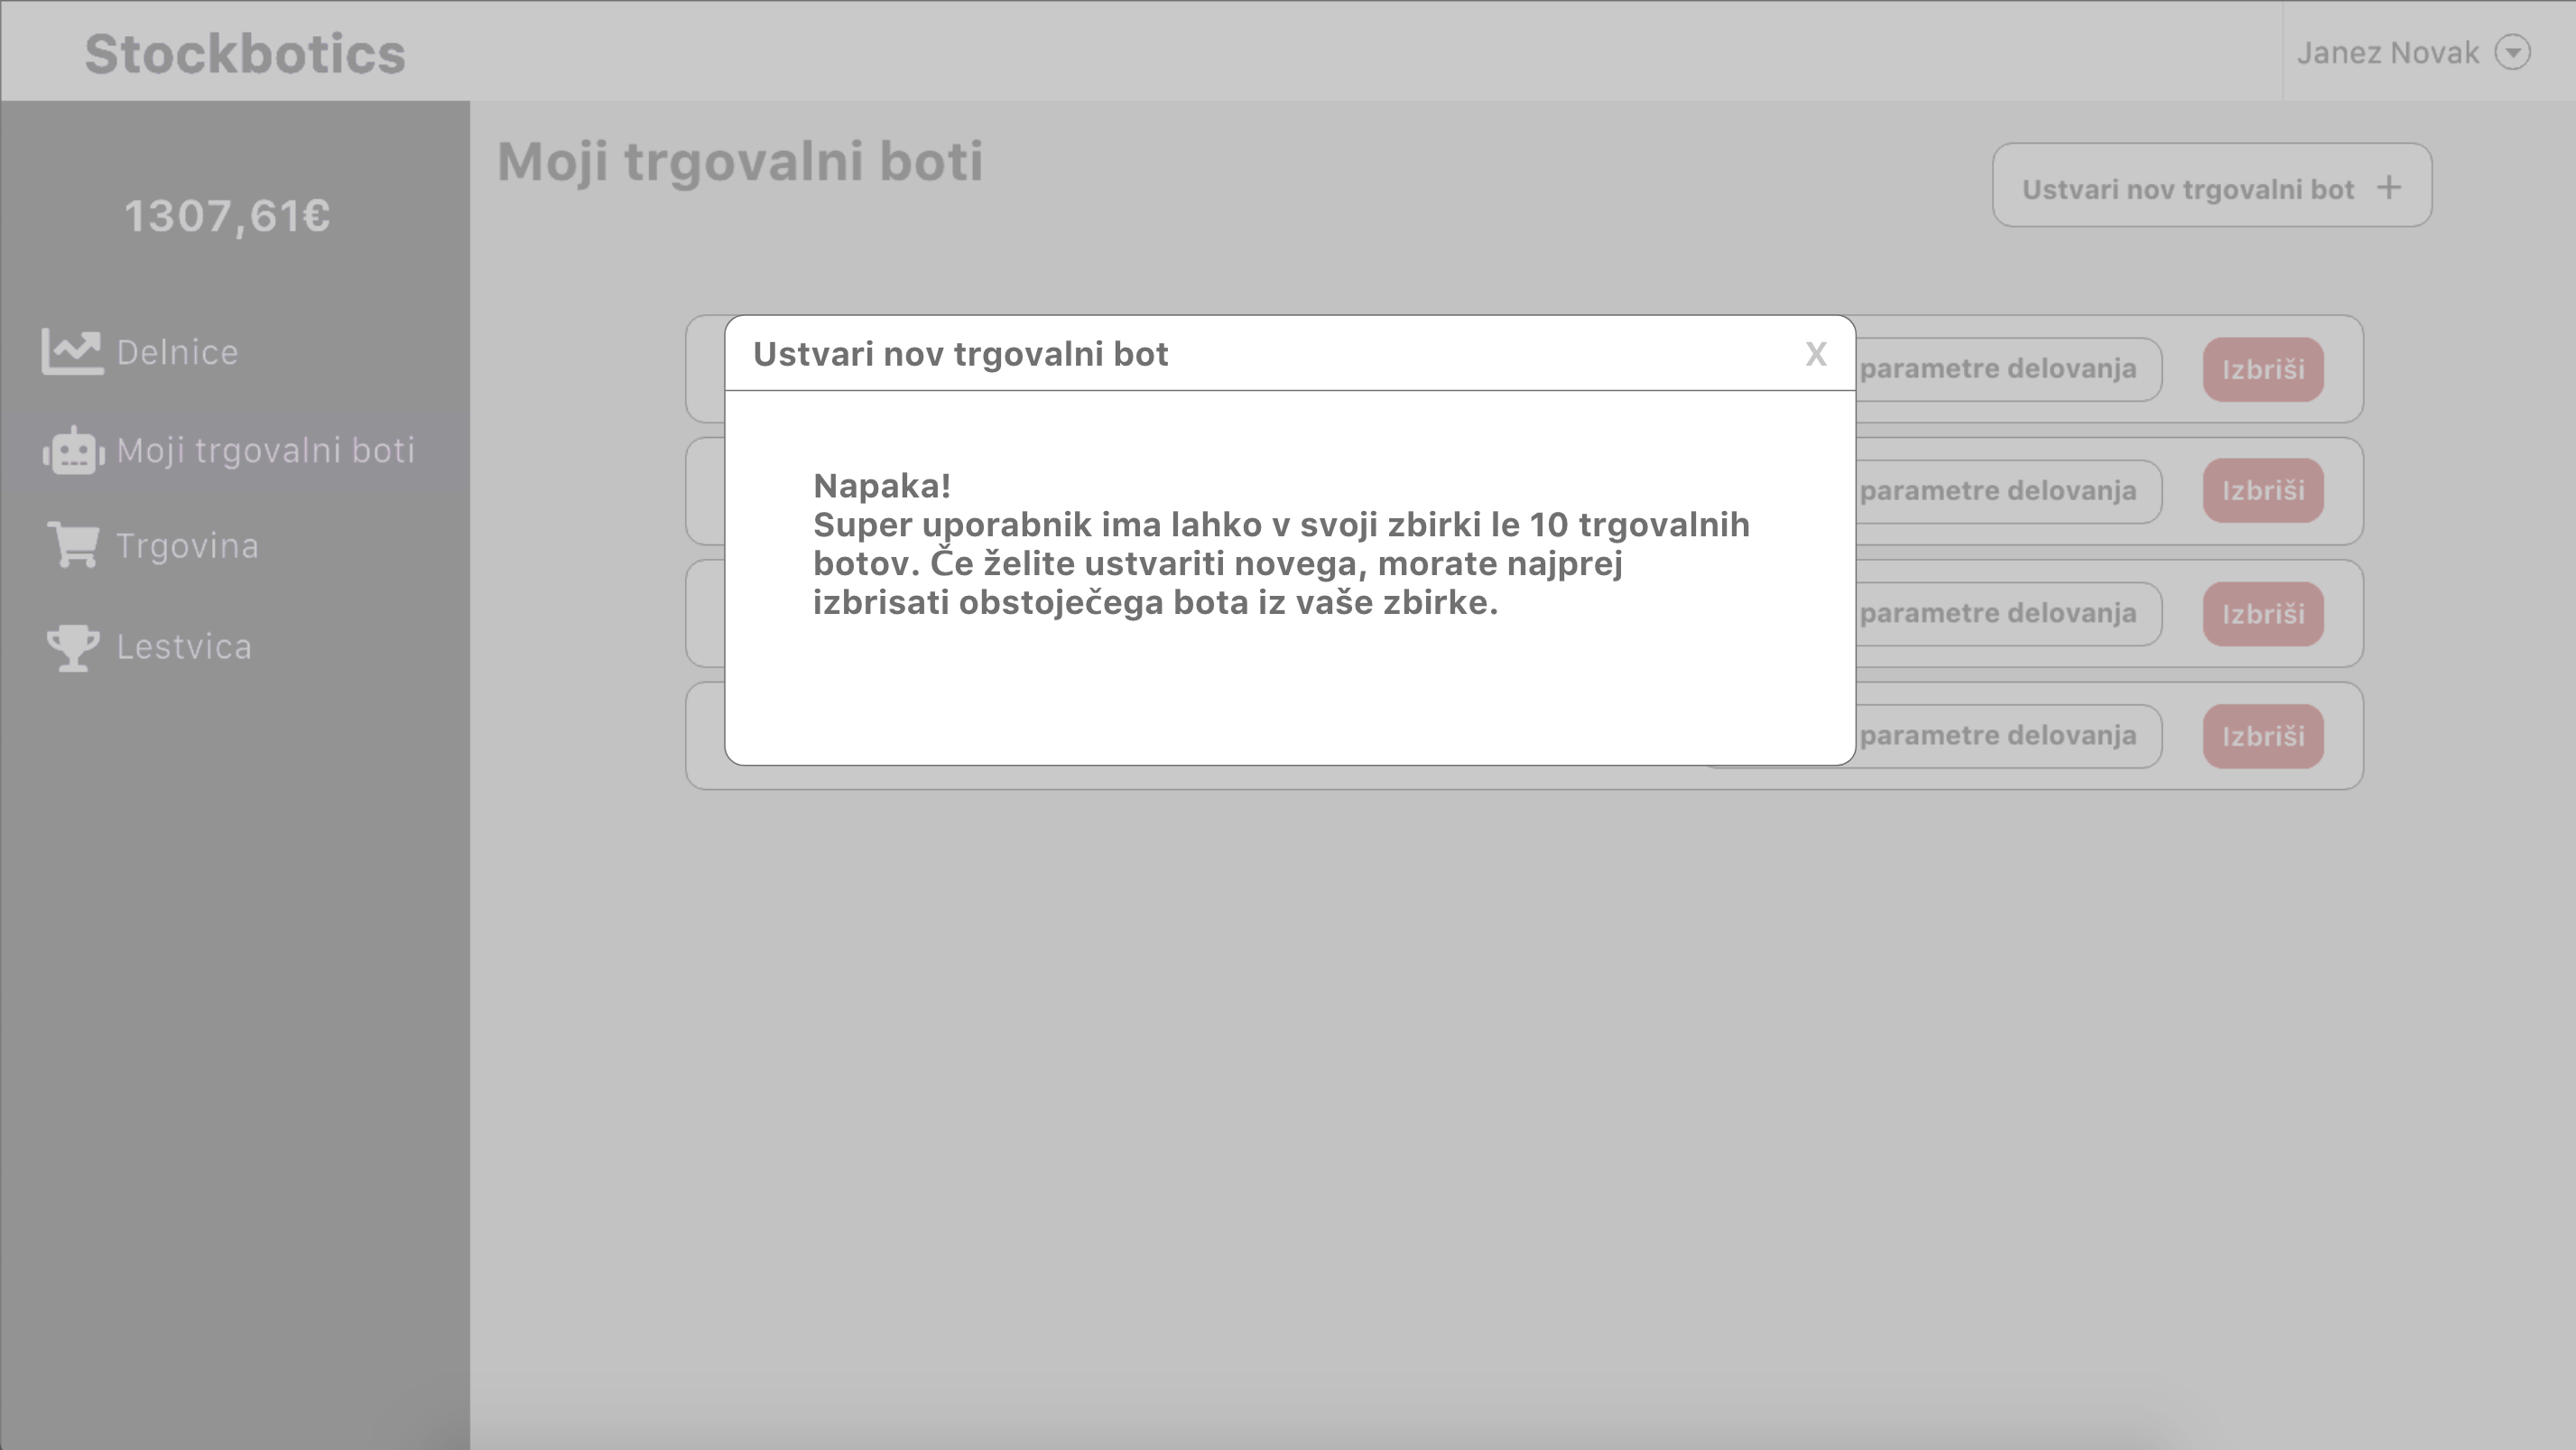 Stockbotics
Janez Novak
1307,61€
Delnice
Moji trgovalni boti
Trgovina
Lestvica
Moji trgovalni boti
Ustvari nov trgovalni bot +
Ustvari nov trgovalni bot X
Napaka!
Super uporabnik ima lahko v svoji zbirki le 10 trgovalnih
botov. Če želite ustvariti novega, morate najprej
izbrisati obstoječega bota iz vaše zbirke.
parametre delovanja Izbriši
parametre delovanja Izbriši
parametre delovanja Izbriši
parametre delovanja Izbriši